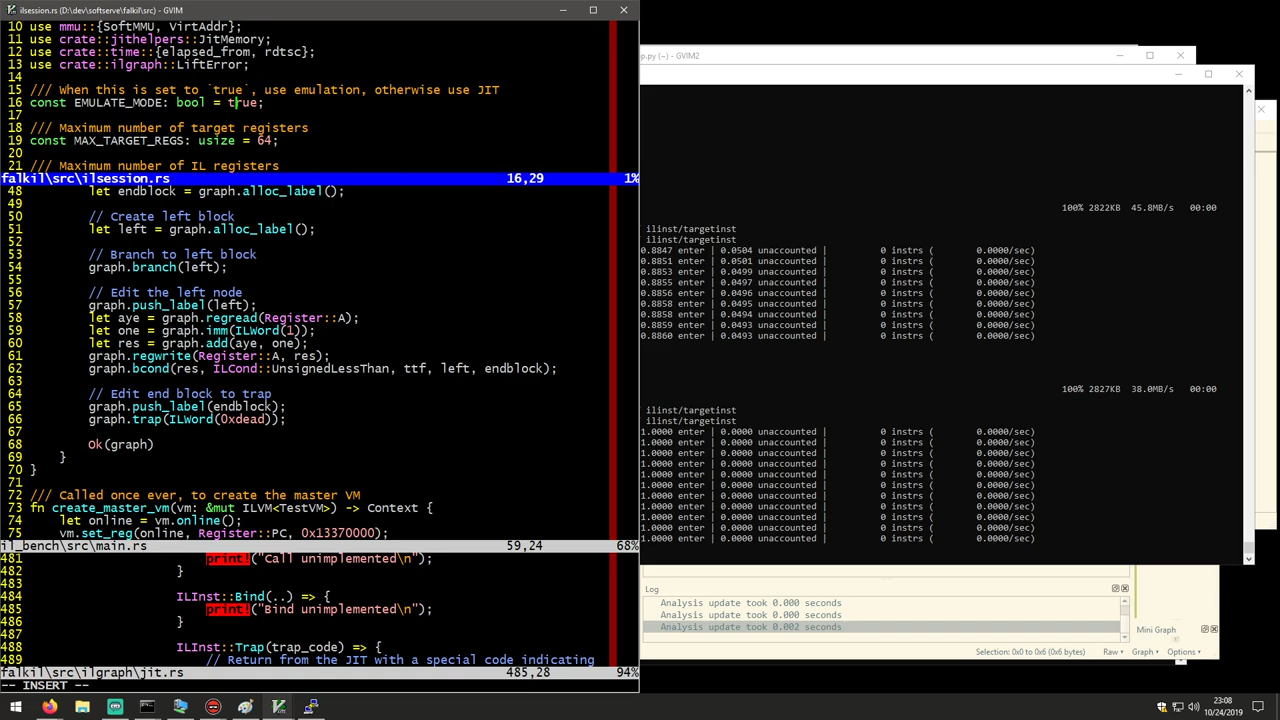 ilsession.rs (D:\dev\softserve\falkil\src) - GVIM
10 use mmu::{SoftMMU, VirtAddr};
11 use crate::jithelpers::JitMemory;
12 use crate::time::{elapsed_from, rdtsc};
13 use crate::ilgraph::LiftError;
14
15 /// When this is set to `true`, use emulation, otherwise use JIT
16 const EMULATE_MODE: bool = true;
17
18 /// Maximum number of target registers
19 const MAX_TARGET_REGS: usize = 64;
20
21 /// Maximum number of IL registers
falkil\src\ilsession.rs 16,29 1%
48 let endblock = graph.alloc_label();
49
50 // Create left block
51 let left = graph.alloc_label();
52
53 // Branch to left block
54 graph.branch(left);
55
56 // Edit the left node
57 graph.push_label(left);
58 let aye = graph.regread(Register::A);
59 let one = graph.imm(ILWord(1));
60 let res = graph.add(aye, one);
61 graph.regwrite(Register::A, res);
62 graph.bcond(res, ILCond::UnsignedLessThan, ttf, left, endblock);
63
64 // Edit end block to trap
65 graph.push_label(endblock);
66 graph.trap(ILWord(0xdead));
67
68 Ok(graph)
69 }
70 }
71
72 /// Called once ever, to create the master VM
73 fn create_master_vm(vm: &mut ILVM<TestVM>) -> Context {
74 let online = vm.online();
75 vm.set_reg(online, Register::PC, 0x13370000);
il_bench\src\main.rs 59,24 68%
481 print!("Call unimplemented\n");
482 }
483
484 ILInst::Bind(..) => {
485 print!("Bind unimplemented\n");
486 }
487
488 ILInst::Trap(trap_code) => {
489 // Return from the JIT with a special code indicating
falkil\src\ilgraph\jit.rs 485,28 94%
-- INSERT --
p.py (~) - GVIM2
100% 2822KB 45.8MB/s 00:00
ilinst/targetinst
ilinst/targetinst
0.8847 enter | 0.0504 unaccounted | 0 instrs ( 0.0000/sec)
0.8851 enter | 0.0501 unaccounted | 0 instrs ( 0.0000/sec)
0.8853 enter | 0.0499 unaccounted | 0 instrs ( 0.0000/sec)
0.8855 enter | 0.0497 unaccounted | 0 instrs ( 0.0000/sec)
0.8856 enter | 0.0496 unaccounted | 0 instrs ( 0.0000/sec)
0.8858 enter | 0.0495 unaccounted | 0 instrs ( 0.0000/sec)
0.8858 enter | 0.0494 unaccounted | 0 instrs ( 0.0000/sec)
0.8859 enter | 0.0493 unaccounted | 0 instrs ( 0.0000/sec)
0.8860 enter | 0.0493 unaccounted | 0 instrs ( 0.0000/sec)
100% 2827KB 38.0MB/s 00:00
ilinst/targetinst
ilinst/targetinst
1.0000 enter | 0.0000 unaccounted | 0 instrs ( 0.0000/sec)
1.0000 enter | 0.0000 unaccounted | 0 instrs ( 0.0000/sec)
1.0000 enter | 0.0000 unaccounted | 0 instrs ( 0.0000/sec)
1.0000 enter | 0.0000 unaccounted | 0 instrs ( 0.0000/sec)
1.0000 enter | 0.0000 unaccounted | 0 instrs ( 0.0000/sec)
1.0000 enter | 0.0000 unaccounted | 0 instrs ( 0.0000/sec)
1.0000 enter | 0.0000 unaccounted | 0 instrs ( 0.0000/sec)
1.0000 enter | 0.0000 unaccounted | 0 instrs ( 0.0000/sec)
1.0000 enter | 0.0000 unaccounted | 0 instrs ( 0.0000/sec)
1.0000 enter | 0.0000 unaccounted | 0 instrs ( 0.0000/sec)
1.0000 enter | 0.0000 unaccounted | 0 instrs ( 0.0000/sec)
Log
Analysis update took 0.000 seconds
Analysis update took 0.000 seconds
Analysis update took 0.002 seconds
Mini Graph
Selection: 0x0 to 0x6 (0x6 bytes) Raw Graph Options
23:08
10/24/2019